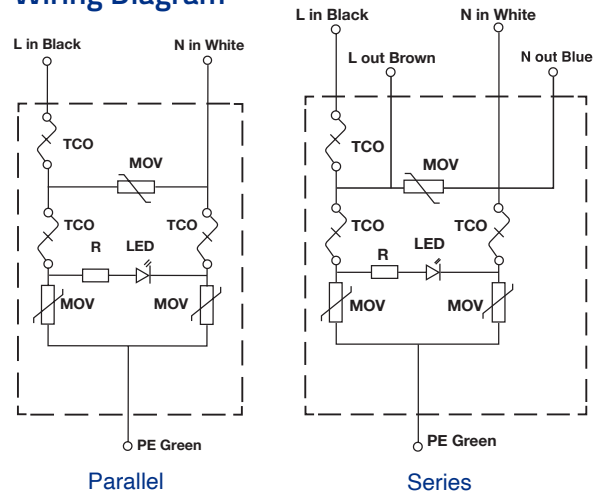 Wiring Diagram
L in Black
N in White
TCO
MOV
TCO
TCO
R
LED
MOV
MOV
PE Green
Parallel
L in Black
N in White
L out Brown
N out Blue
TCO
MOV
TCO
TCO
R
LED
MOV
MOV
PE Green
Series